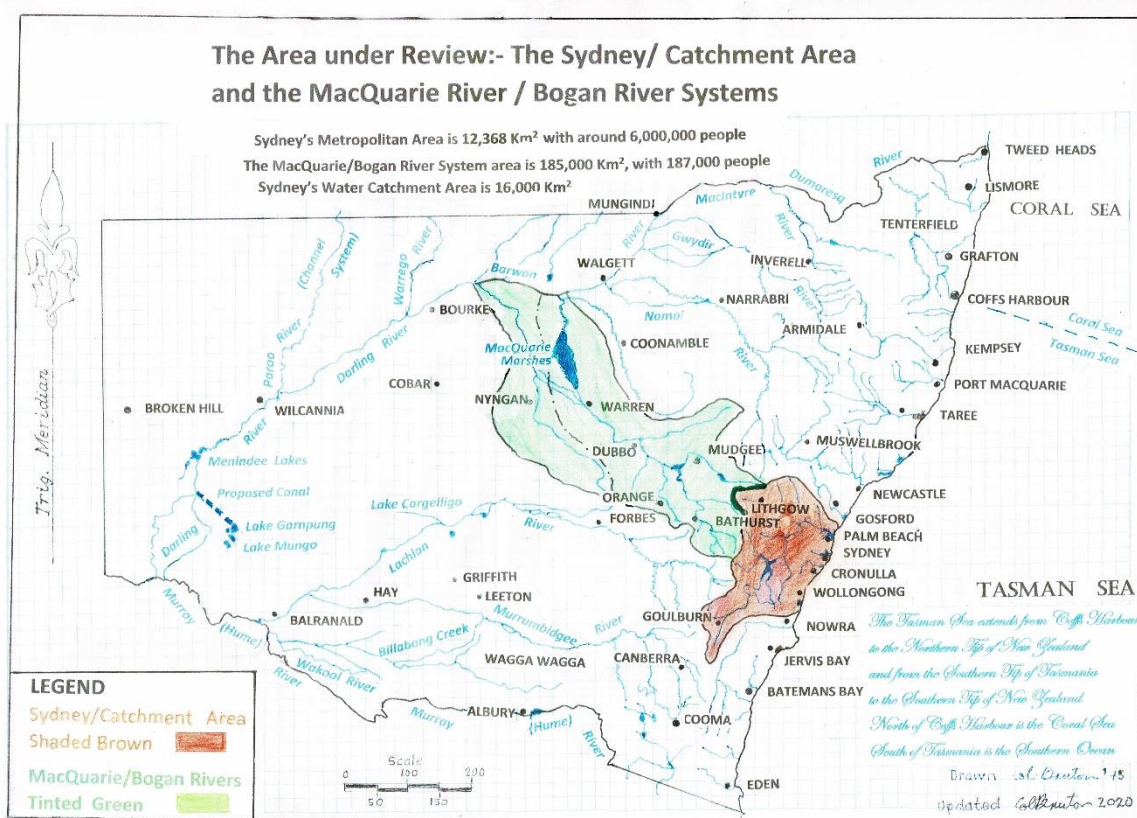 The Area under Review:- The Sydney/ Catchment Area
and the MacQuarie River / Bogan River Systems
Sydney's Metropolitan Area is 12,368 Km² with around 6,000,000 people
The MacQuarie/Bogan River System area is 185,000 Km², with 187,000 people
Sydney's Water Catchment Area is 16,000 Km²
Trig. Meridian
TWEED HEADS
River
Dumaresq
MacIntyre
LISMORE
MUNGINDI
CORAL SEA
TENTERFIELD
(Channel
System)
River
Warrego
River
River
Gwydir
River
INVERELL
GRAFTON
Barwon
WALGETT
NARRABRI
River
COFFS HARBOUR
BOURKE
Namoi
ARMIDALE
Coral Sea
Tasman Sea
Paroo
Darling
River
MacQuarie
Marshes
COONAMBLE
River
KEMPSEY
COBAR
PORT MACQUARIE
BROKEN HILL
WILCANNIA
NYNGAN
WARREN
TAREE
River
DUBBO
MUDGEE
MUSWELLBROOK
Menindee Lakes
Proposed Canal
Lake Cargelligo
ORANGE
LITHGOW
NEWCASTLE
River
FORBES
BATHURST
GOSFORD
Lake Gampung
PALM BEACH
Darling
Lake Mungo
Lachlan
SYDNEY
GRIFFITH
CRONULLA
HAY
LEETON
WOLLONGONG
TASMAN SEA
Murray
(Hume)
River
BALRANALD
Murrumbidgee
River
GOULBURN
NOWRA
Billabong Creek
Wakool River
WAGGA WAGGA
CANBERRA
JERVIS BAY
BATEMANS BAY
ALBURY
Murray
(Hume)
River
COOMA
EDEN
The Tasman Sea extends from Coffs Harbour
to the Northern Tip of New Zealand
and from the Southern Tip of Tasmania
to the Southern Tip of New Zealand
North of Coffs Harbour is the Coral Sea
South of Tasmania is the Southern Ocean
Drawn
Updated 2020
LEGEND
Sydney/Catchment Area
Shaded Brown
MacQuarie/Bogan Rivers
Tinted Green
Scale
0 100 200
50 150